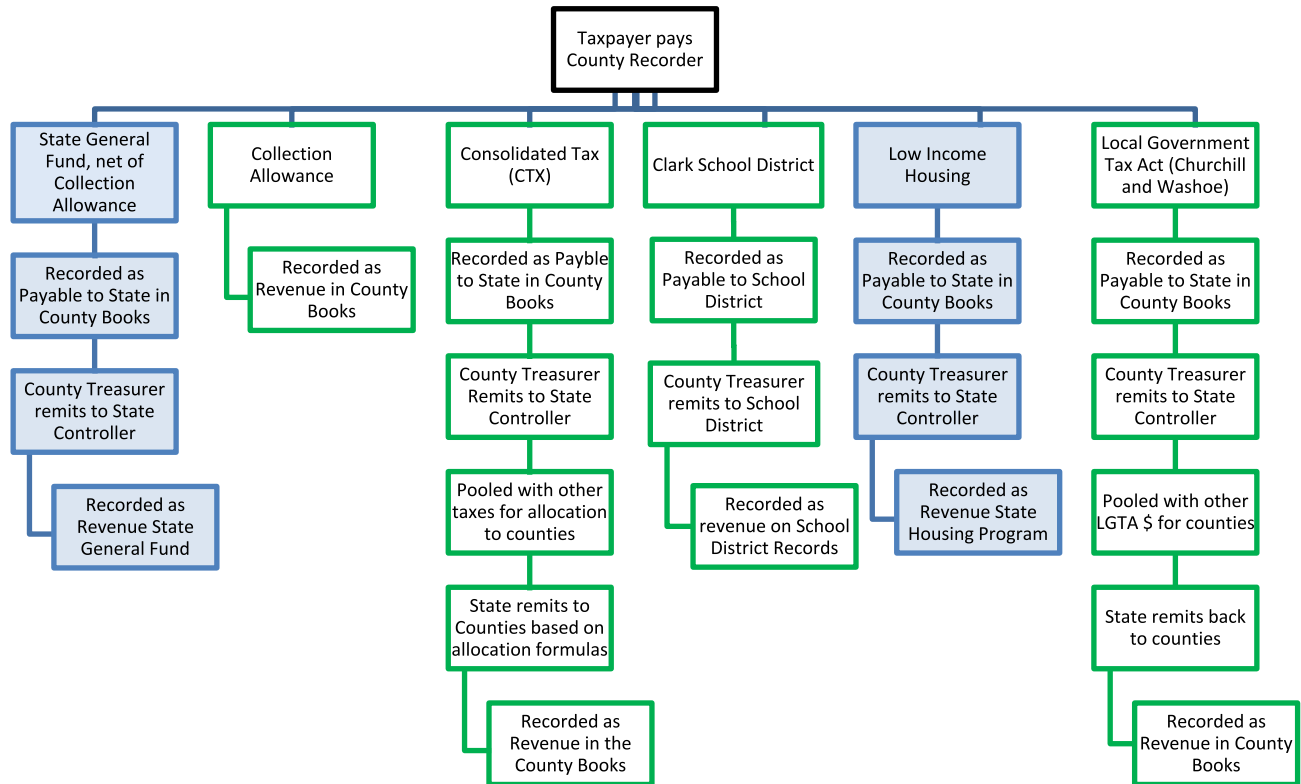 Taxpayer pays
County Recorder
State General
Fund, net of
Collection
Allowance
Recorded as
Payable to State in
County Books
County Treasurer
remits to State
Controller
Recorded as
Revenue State
General Fund
Collection
Allowance
Recorded as
Revenue in County
Books
Consolidated Tax
(CTX)
Recorded as Payble
to State in County
Books
County Treasurer
Remits to State
Controller
Pooled with other
taxes for allocation
to counties
State remits to
Counties based on
allocation formulas
Recorded as
Revenue in the
County Books
Clark School District
Recorded as
Payable to School
District
County Treasurer
remits to School
District
Recorded as
revenue on School
District Records
Low Income
Housing
Recorded as
Payable to State in
County Books
County Treasurer
remits to State
Controller
Recorded as
Revenue State
Housing Program
Local Government
Tax Act (Churchill
and Washoe)
Recorded as
Payable to State in
County Books
County Treasurer
remits to State
Controller
Pooled with other
LGTA $ for counties
State remits back
to counties
Recorded as
Revenue in County
Books